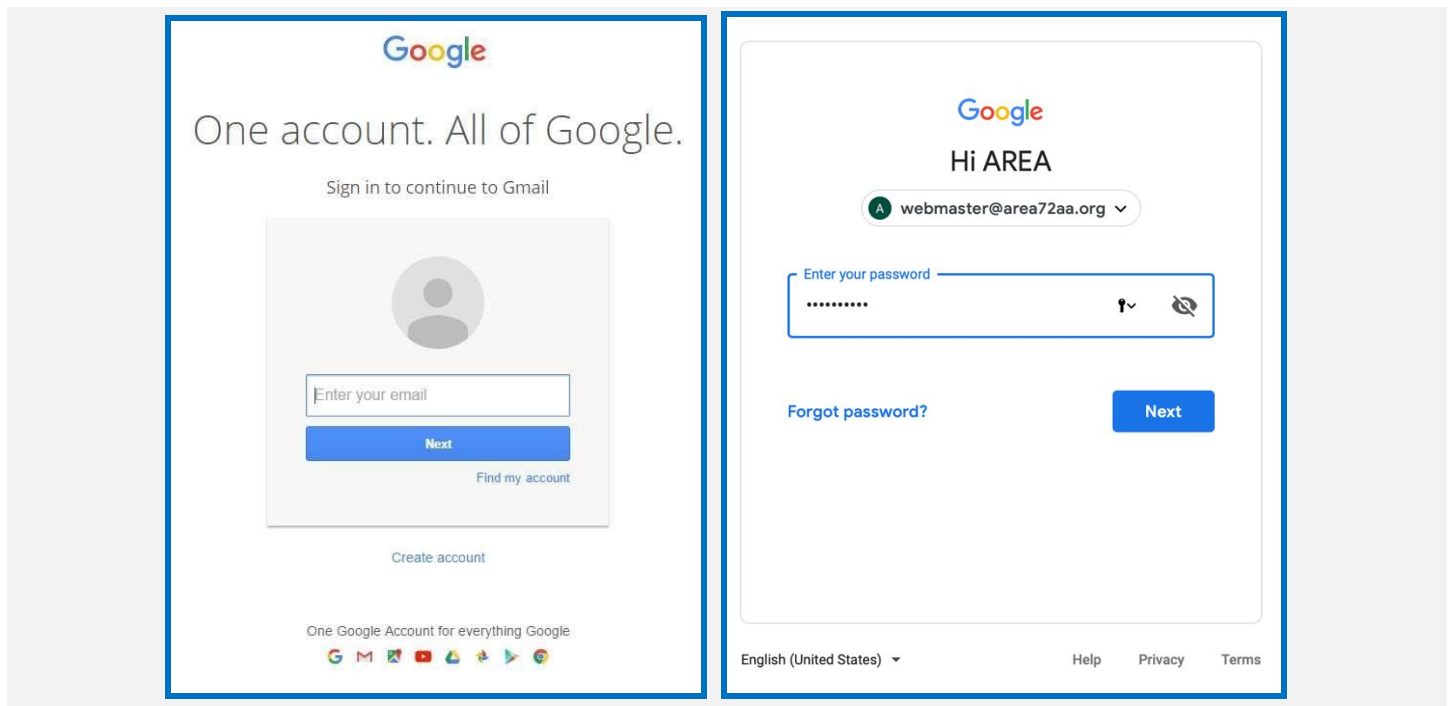 Google
One account. All of Google.
Sign in to continue to Gmail
Enter your email
Next
Find my account
Create account
One Google Account for everything Google
Google
Hi AREA
A webmaster@area72aa.org
Enter your password
••••••••••
Forgot password?
Next
English (United States)
Help Privacy Terms